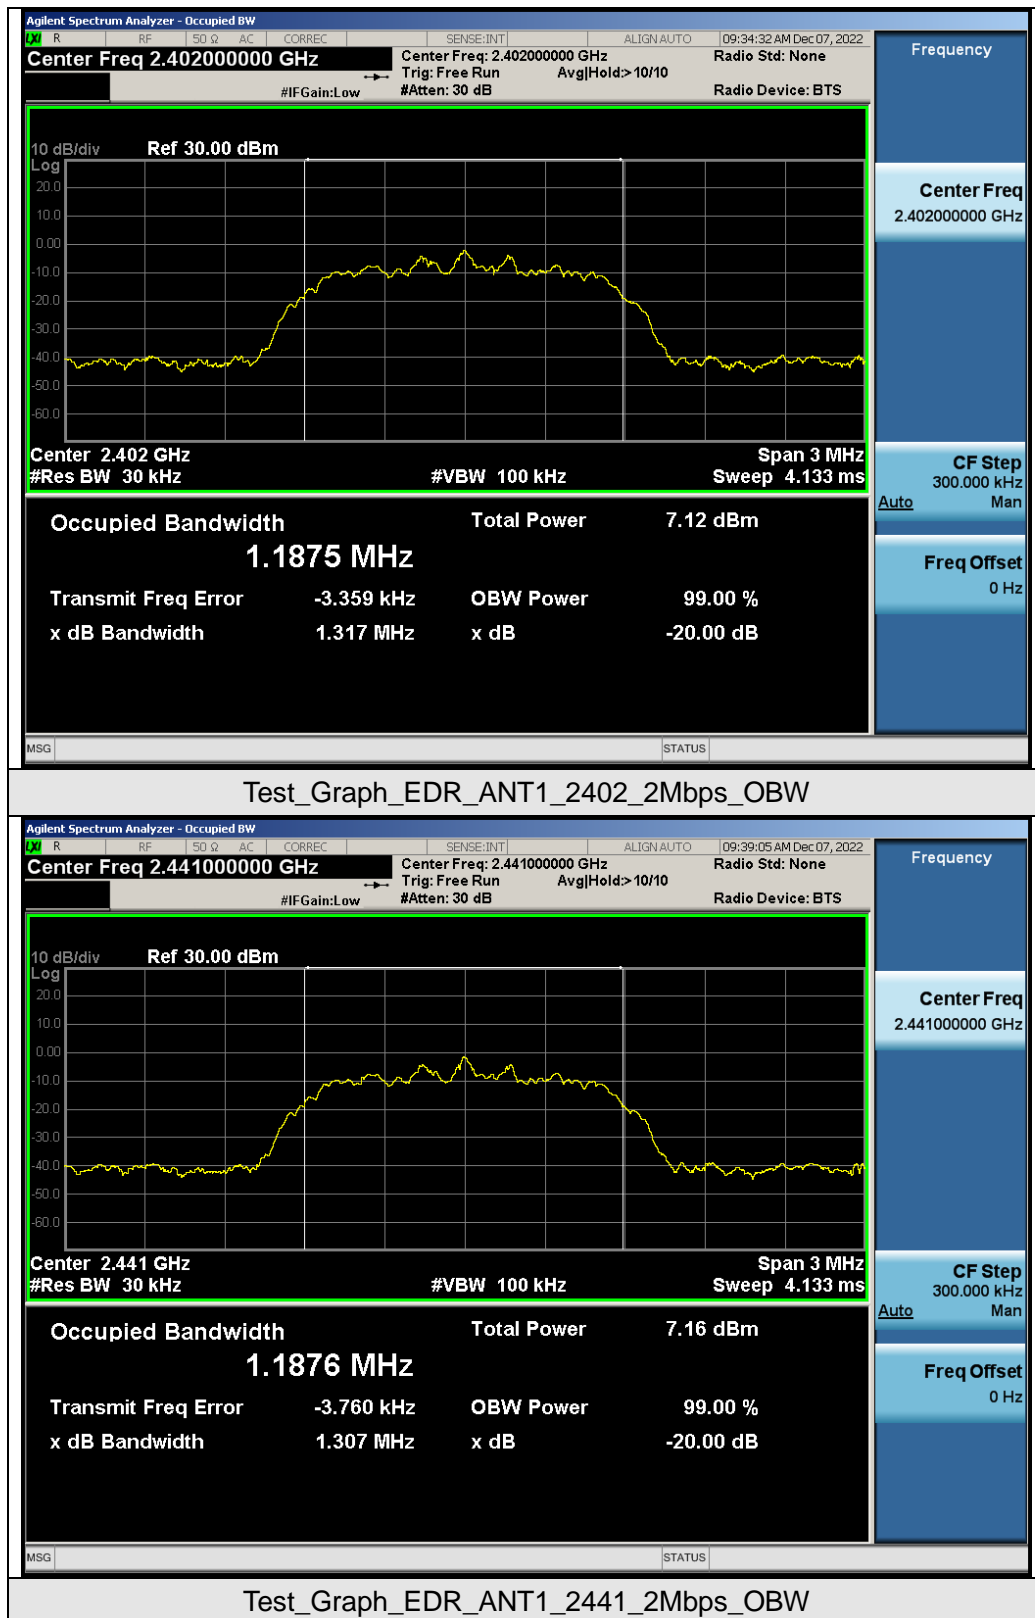 Agilent Spectrum Analyzer - Occupied BW
LXI R RF 50 Ω AC CORREC SENSE:INT ALIGN AUTO 09:34:32 AM Dec 07, 2022
Center Freq 2.402000000 GHz Center Freq: 2.402000000 GHz Radio Std: None
Trig: Free Run Avg|Hold:> 10/10
#IFGain:Low #Atten: 30 dB Radio Device: BTS
Frequency
10 dB/div Ref 30.00 dBm
Log
20.0
10.0
0.00
-10.0
-20.0
-30.0
-40.0
-50.0
-60.0
Center 2.402 GHz Span 3 MHz
#Res BW 30 kHz #VBW 100 kHz Sweep 4.133 ms
Center Freq
2.402000000 GHz
CF Step
300.000 kHz
Auto Man
Freq Offset
0 Hz
Occupied Bandwidth Total Power 7.12 dBm
1.1875 MHz
Transmit Freq Error -3.359 kHz OBW Power 99.00 %
x dB Bandwidth 1.317 MHz x dB -20.00 dB
MSG STATUS
Test_Graph_EDR_ANT1_2402_2Mbps_OBW
Agilent Spectrum Analyzer - Occupied BW
LXI R RF 50 Ω AC CORREC SENSE:INT ALIGN AUTO 09:39:05 AM Dec 07, 2022
Center Freq 2.441000000 GHz Center Freq: 2.441000000 GHz Radio Std: None
Trig: Free Run Avg|Hold:> 10/10
#IFGain:Low #Atten: 30 dB Radio Device: BTS
Frequency
10 dB/div Ref 30.00 dBm
Log
20.0
10.0
0.00
-10.0
-20.0
-30.0
-40.0
-50.0
-60.0
Center 2.441 GHz Span 3 MHz
#Res BW 30 kHz #VBW 100 kHz Sweep 4.133 ms
Center Freq
2.441000000 GHz
CF Step
300.000 kHz
Auto Man
Freq Offset
0 Hz
Occupied Bandwidth Total Power 7.16 dBm
1.1876 MHz
Transmit Freq Error -3.760 kHz OBW Power 99.00 %
x dB Bandwidth 1.307 MHz x dB -20.00 dB
MSG STATUS
Test_Graph_EDR_ANT1_2441_2Mbps_OBW